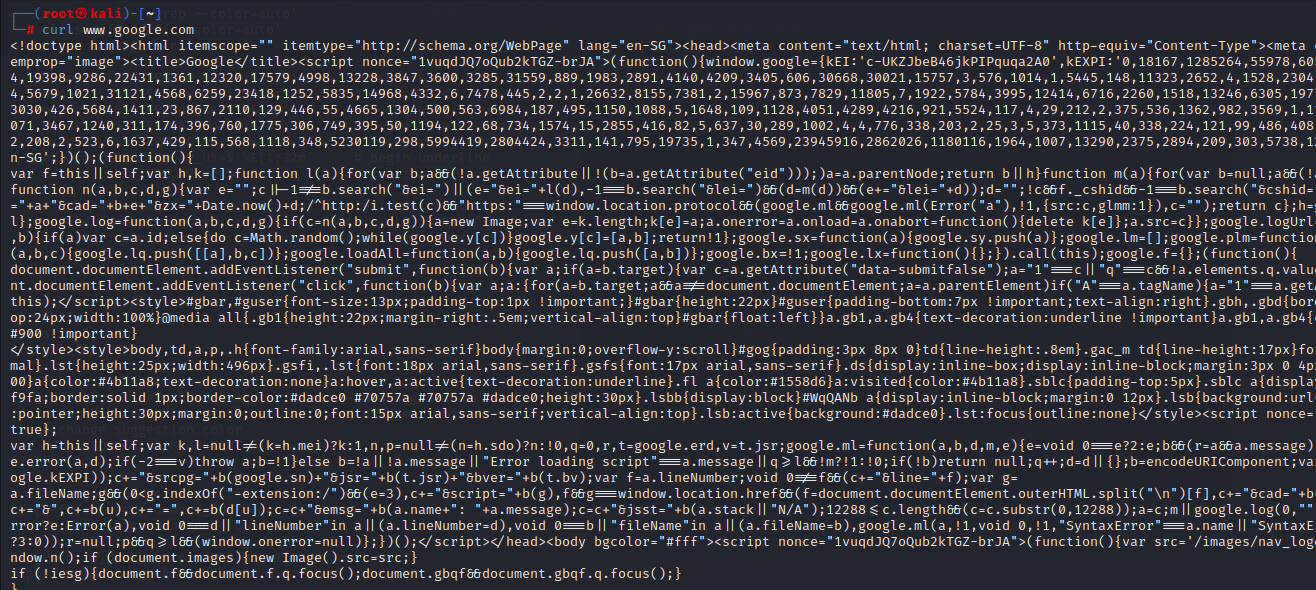 ┌──(root㉿kali)-[~]
└─# curl www.google.com
<!doctype html><html itemscope="" itemtype="http://schema.org/WebPage" lang="en-SG"><head><meta content="text/html; charset=UTF-8" http-equiv="Content-Type"><meta
emprop="image"><title>Google</title><script nonce="1vuqdJQ7oQub2kTGZ-brJA">(function(){window.google={kEI:'c-UKZJbeB46jkPIPquqa2A0',kEXPI:'0,18167,1285264,55978,60
4,19398,9286,22431,1361,12320,17579,4998,13228,3847,3600,3285,31559,889,1983,2891,4140,4209,3405,606,30668,30021,15757,3,576,1014,1,5445,148,11323,2652,4,1528,2304
4,5679,1021,31121,4568,6259,23418,1252,5835,14968,4332,6,7478,445,2,2,1,26632,8155,7381,2,15967,873,7829,11805,7,1922,5784,3995,12414,6716,2260,1518,13246,6305,197
3030,426,5684,1411,23,867,2110,129,446,55,4665,1304,500,563,6984,187,495,1150,1088,5,1648,109,1128,4051,4289,4216,921,5524,117,4,29,212,2,375,536,1362,982,3569,1,1
071,3467,1240,311,174,396,760,1775,306,749,395,50,1194,122,68,734,1574,15,2855,416,82,5,637,30,289,1002,4,4,776,338,203,2,25,3,5,373,1115,40,338,224,121,99,486,408
2,208,2,523,6,1637,429,115,568,1118,348,5230119,298,5994419,2804424,3311,141,795,19735,1,347,4569,23945916,2862026,1180116,1964,1007,13290,2375,2894,209,303,5738,1
n-SG';})();(function(){
var f=this||self;var h,k=[];function l(a){for(var b;a&&(!a.getAttribute||!(b=a.getAttribute("eid")));)a=a.parentNode;return b||h}function m(a){for(var b=null;a&&(!a
function n(a,b,c,d,g){var e="";c||-1!==b.search("&ei=")||(e="&ei="+l(d),-1===b.search("&lei=")&&(d=m(d))&&(e+="&lei="+d));d="";!c&&f._cshid&&-1===b.search("&cshid=
"+a+"&cad="+b+e+"&zx="+Date.now()+d;/^http:/i.test(c)&&"https:"===window.location.protocol&&(google.ml&&google.ml(Error("a"),!1,{src:c,glmm:1}),c="");return c};h=g
l};google.log=function(a,b,c,d,g){if(c=n(a,b,c,d,g)){a=new Image;var e=k.length;k[e]=a;a.onerror=a.onload=a.onabort=function(){delete k[e]};a.src=c}};google.logUrl
,b){if(a)var c=a.id;else{do c=Math.random();while(google.y[c])}google.y[c]=[a,b];return!1};google.sx=function(a){google.sy.push(a)};google.lm=[];google.plm=function
(a,b,c){google.lq.push([[a],b,c])};google.loadAll=function(a,b){google.lq.push([a,b])};google.bx=!1;google.lx=function(){};}).call(this);google.f={};(function(){
document.documentElement.addEventListener("submit",function(b){var a;if(a=b.target){var c=a.getAttribute("data-submitfalse");a="1"===c||"q"===c&&!a.elements.q.value
nt.documentElement.addEventListener("click",function(b){var a;a:{for(a=b.target;a&&a!==document.documentElement;a=a.parentElement)if("A"===a.tagName){a="1"===a.getA
this);</script><style>#gbar,#guser{font-size:13px;padding-top:1px !important;}#gbar{height:22px}#guser{padding-bottom:7px !important;text-align:right}.gbh,.gbd{bor
op:24px;width:100%}@media all{.gb1{height:22px;margin-right:.5em;vertical-align:top}#gbar{float:left}}a.gb1,a.gb4{text-decoration:underline !important}a.gb1,a.gb4{
#900 !important}
</style><style>body,td,a,p,.h{font-family:arial,sans-serif}body{margin:0;overflow-y:scroll}#gog{padding:3px 8px 0}td{line-height:.8em}.gac_m td{line-height:17px}fo
mal}.lst{height:25px;width:496px}.gsfi,.lst{font:18px arial,sans-serif}.gsfs{font:17px arial,sans-serif}.ds{display:inline-box;display:inline-block;margin:3px 0 4p
00}a{color:#4b11a8;text-decoration:none}a:hover,a:active{text-decoration:underline}.fl a{color:#1558d6}a:visited{color:#4b11a8}.sblc{padding-top:5px}.sblc a{displa
f9fa;border:solid 1px;border-color:#dadce0 #70757a #70757a #dadce0;height:30px}.lsbb{display:block}#WqQANb a{display:inline-block;margin:0 12px}.lsb{background:url
:pointer;height:30px;margin:0;outline:0;font:15px arial,sans-serif;vertical-align:top}.lsb:active{background:#dadce0}.lst:focus{outline:none}</style><script nonce=
true};
var h=this||self;var k,l=null!=(k=h.mei)?k:1,n,p=null!=(n=h.sdo)?n:!0,q=0,r,t=google.erd,v=t.jsr;google.ml=function(a,b,d,m,e){e=void 0===e?2:e;b&&(r=a&&a.message)
e.error(a,d);if(-2===v)throw a;b=!1}else b=!a||!a.message||"Error loading script"===a.message||q>=l&&!m?!1:!0;if(!b)return null;q++;d=d||{};b=encodeURIComponent;va
ogle.kEXPI));c+="&srcpg="+b(google.sn)+"&jsr="+b(t.jsr)+"&bver="+b(t.bv);var f=a.lineNumber;void 0!==f&&(c+="&line="+f);var g=
a.fileName;g&&(0<g.indexOf("-extension:/")&&(e=3),c+="&script="+b(g),f&&g===window.location.href&&(f=document.documentElement.outerHTML.split("\n")[f],c+="&cad="+b
c+="&",c+=b(u),c+="=",c+=b(d[u]);c=c+"&emsg="+b(a.name+": "+a.message);c=c+"&jsst="+b(a.stack||"N/A");12288<=c.length&&(c=c.substr(0,12288));a=c;m||google.log(0,""
rror?e:Error(a),void 0===d||"lineNumber"in a||(a.lineNumber=d),void 0===b||"fileName"in a||(a.fileName=b),google.ml(a,!1,void 0,!1,"SyntaxError"===a.name||"SyntaxE
?3:0));r=null;p&&q>=l&&(window.onerror=null)};})();</script></head><body bgcolor="#fff"><script nonce="1vuqdJQ7oQub2kTGZ-brJA">(function(){var src='/images/nav_log
ndow.n();if (document.images){new Image().src=src;}
if (!iesg){document.f&&document.f.q.focus();document.gbqf&&document.gbqf.q.focus();}
}